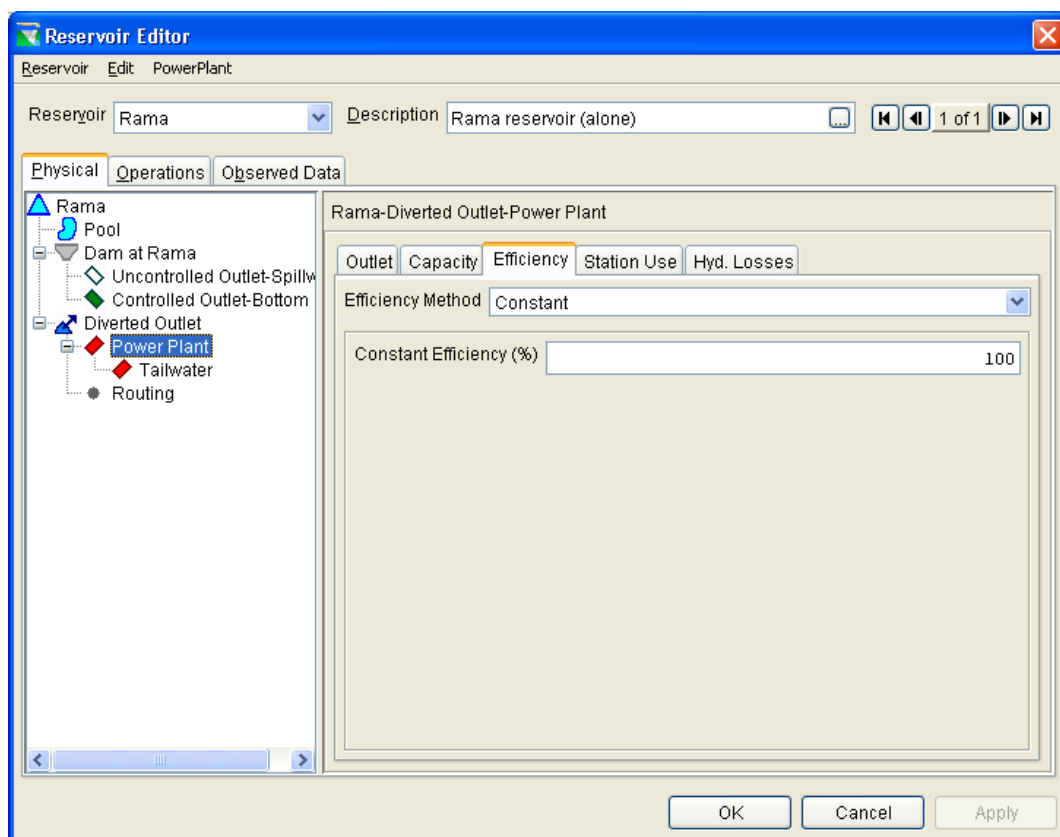 Reservoir Editor
Reservoir Edit PowerPlant
Reservoir Rama Description Rama reservoir (alone) ... 1 of 1
Physical Operations Observed Data
Rama
Pool
Dam at Rama
Uncontrolled Outlet-Spillw
Controlled Outlet-Bottom
Diverted Outlet
Power Plant
Tailwater
Routing
Rama-Diverted Outlet-Power Plant
Outlet Capacity Efficiency Station Use Hyd. Losses
Efficiency Method Constant
Constant Efficiency (%) 100
OK Cancel Apply